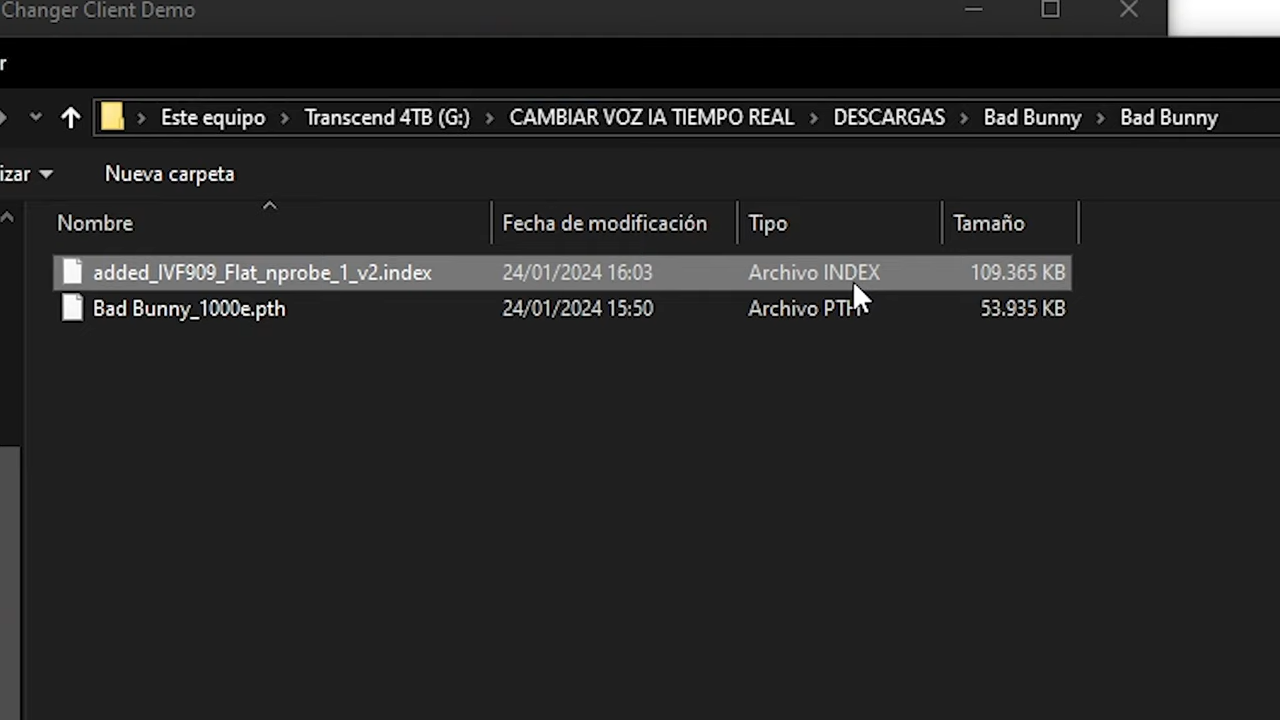 Changer Client Demo
r
Este equipo > Transcend 4TB (G:) > CAMBIAR VOZ IA TIEMPO REAL > DESCARGAS > Bad Bunny > Bad Bunny
izar Nueva carpeta
Nombre Fecha de modificación Tipo Tamaño
added_IVF909_Flat_nprobe_1_v2.index 24/01/2024 16:03 Archivo INDEX 109.365 KB
Bad Bunny_1000e.pth 24/01/2024 15:50 Archivo PTH 53.935 KB